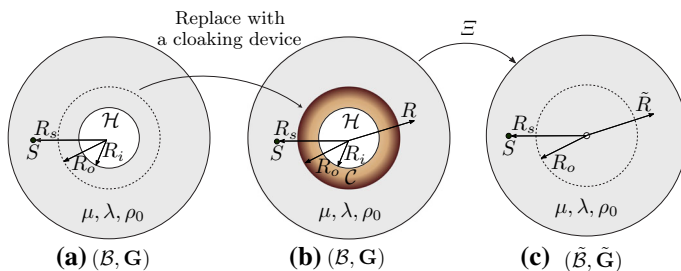 Replace with
a cloaking device
Ξ
ℋ
R_s
S
R_o
R_i
μ, λ, ρ_0
ℋ
R
R_s
S
R_o
R_i
𝒞
μ, λ, ρ_0
R̃
R_s
S
R_o
μ, λ, ρ_0
(a) (ℬ, G)
(b) (ℬ, G)
(c) (ℬ̃, G̃)